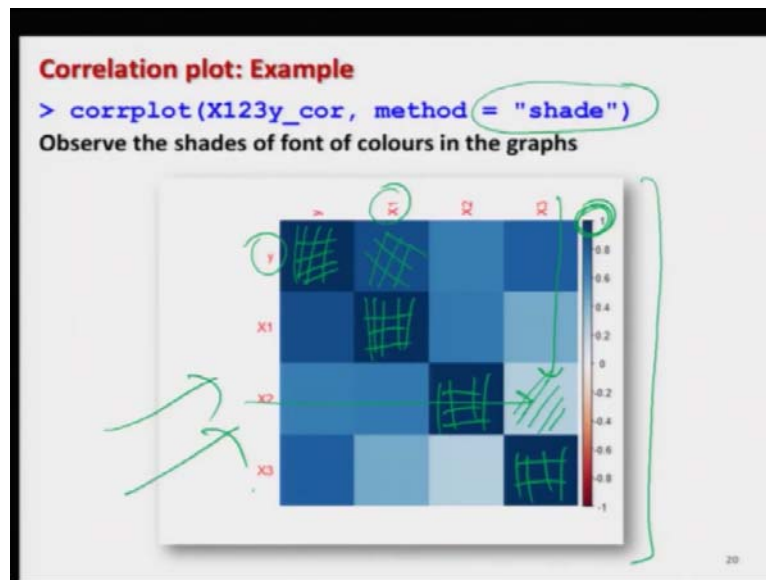 Correlation plot: Example
> corrplot(X123y_cor, method = "shade")
Observe the shades of font of colours in the graphs
y X1 X2 X3
y
X1
X2
X3
1
0.8
0.6
0.4
0.2
0
-0.2
-0.4
-0.6
-0.8
-1
20